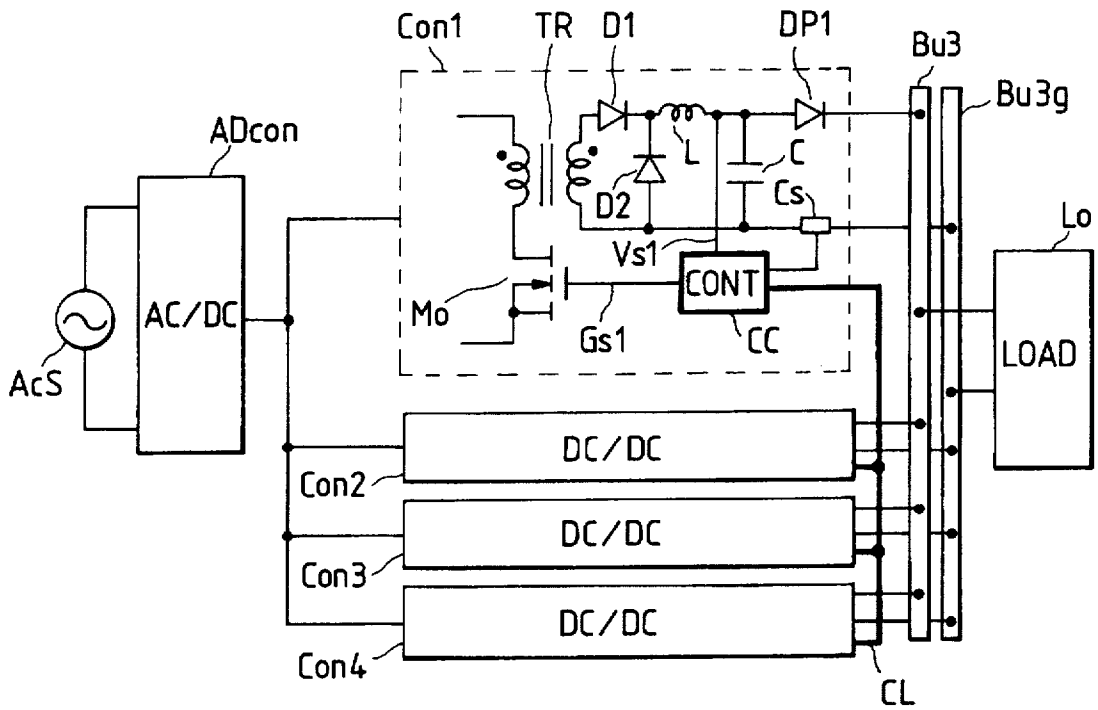 Con1
TR
D1
DP1
Bu3
Bu3g
ADcon
AC/DC
AcS
L
C
D2
Cs
Vs1
Lo
Mo
CONT
Gs1
CC
LOAD
DC/DC
Con2
DC/DC
Con3
DC/DC
Con4
CL